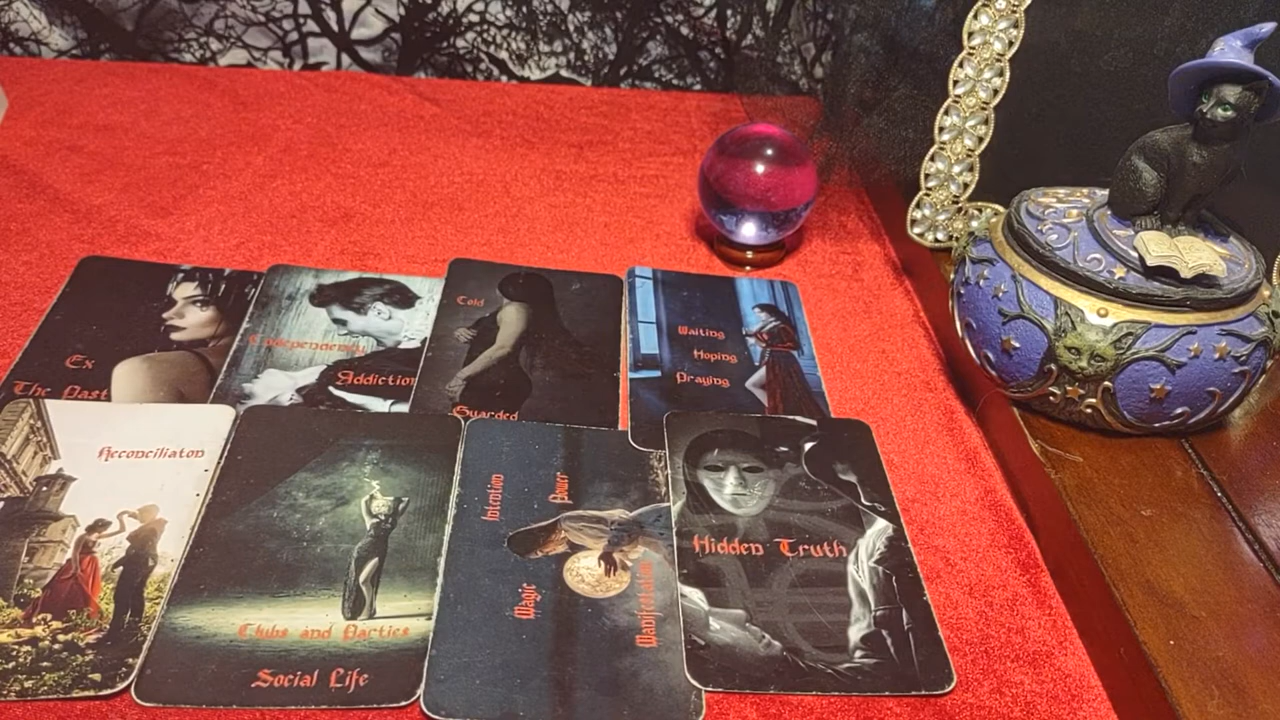 Ex
The Past
Codependency
Addiction
Cold
Guarded
Waiting
Hoping
Praying
Reconciliaton
Clubs and Parties
Social Life
Intention
Power
Magic
Manifestation
Hidden Truth